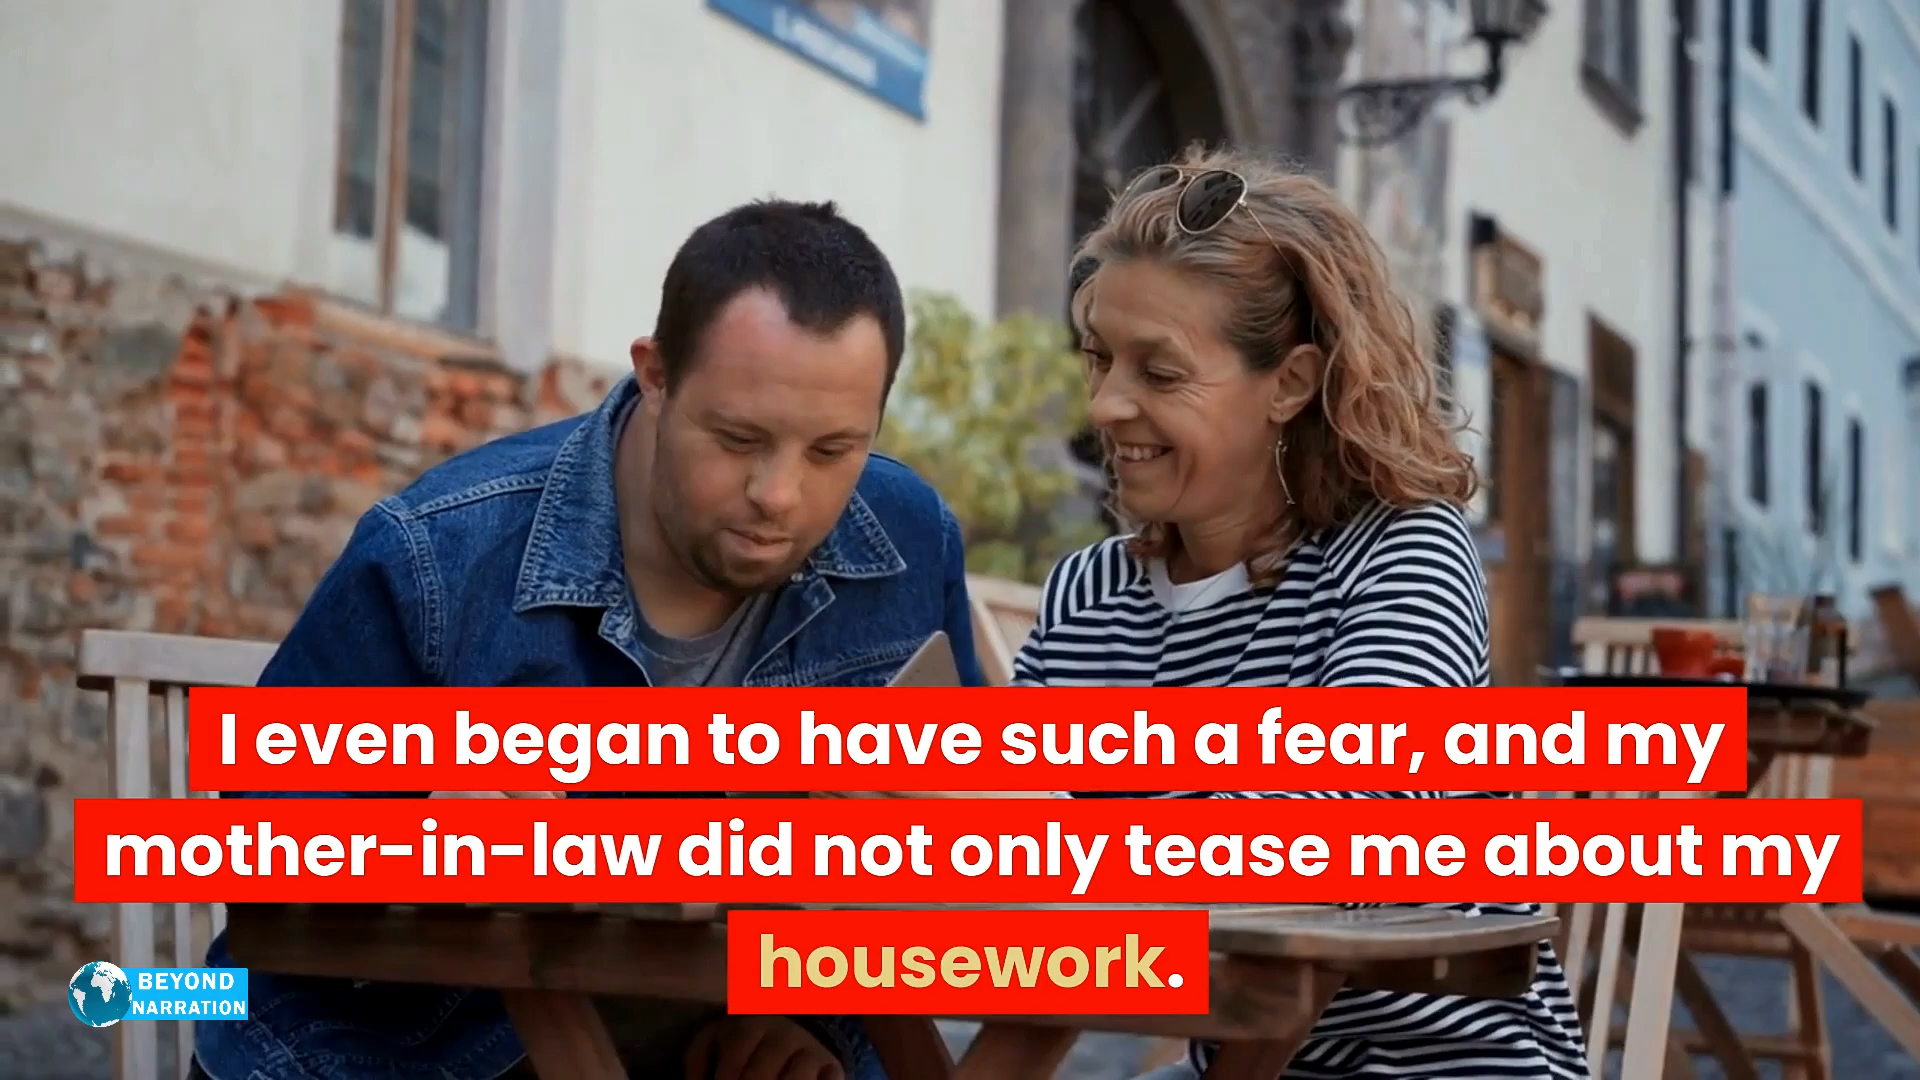 I even began to have such a fear, and my
mother-in-law did not only tease me about my
housework.
BEYOND
NARRATION